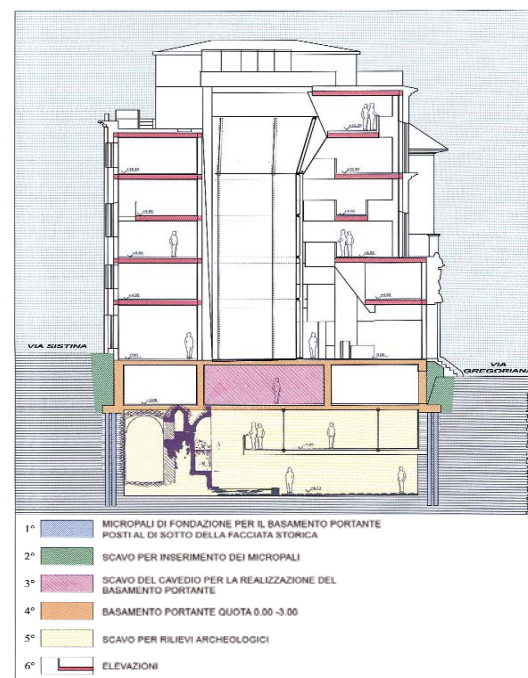 VIA SISTINA
VIA
GREGORIANA
1° MICROPALI DI FONDAZIONE PER IL BASAMENTO PORTANTE
POSTI AL DI SOTTO DELLA FACCIATA STORICA
2° SCAVO PER INSERIMENTO DEI MICROPALI
3° SCAVO DEL CAVEDIO PER LA REALIZZAZIONE DEL
BASAMENTO PORTANTE
4° BASAMENTO PORTANTE QUOTA 0.00 -3.00
5° SCAVO PER RILIEVI ARCHEOLOGICI
6° ELEVAZIONI